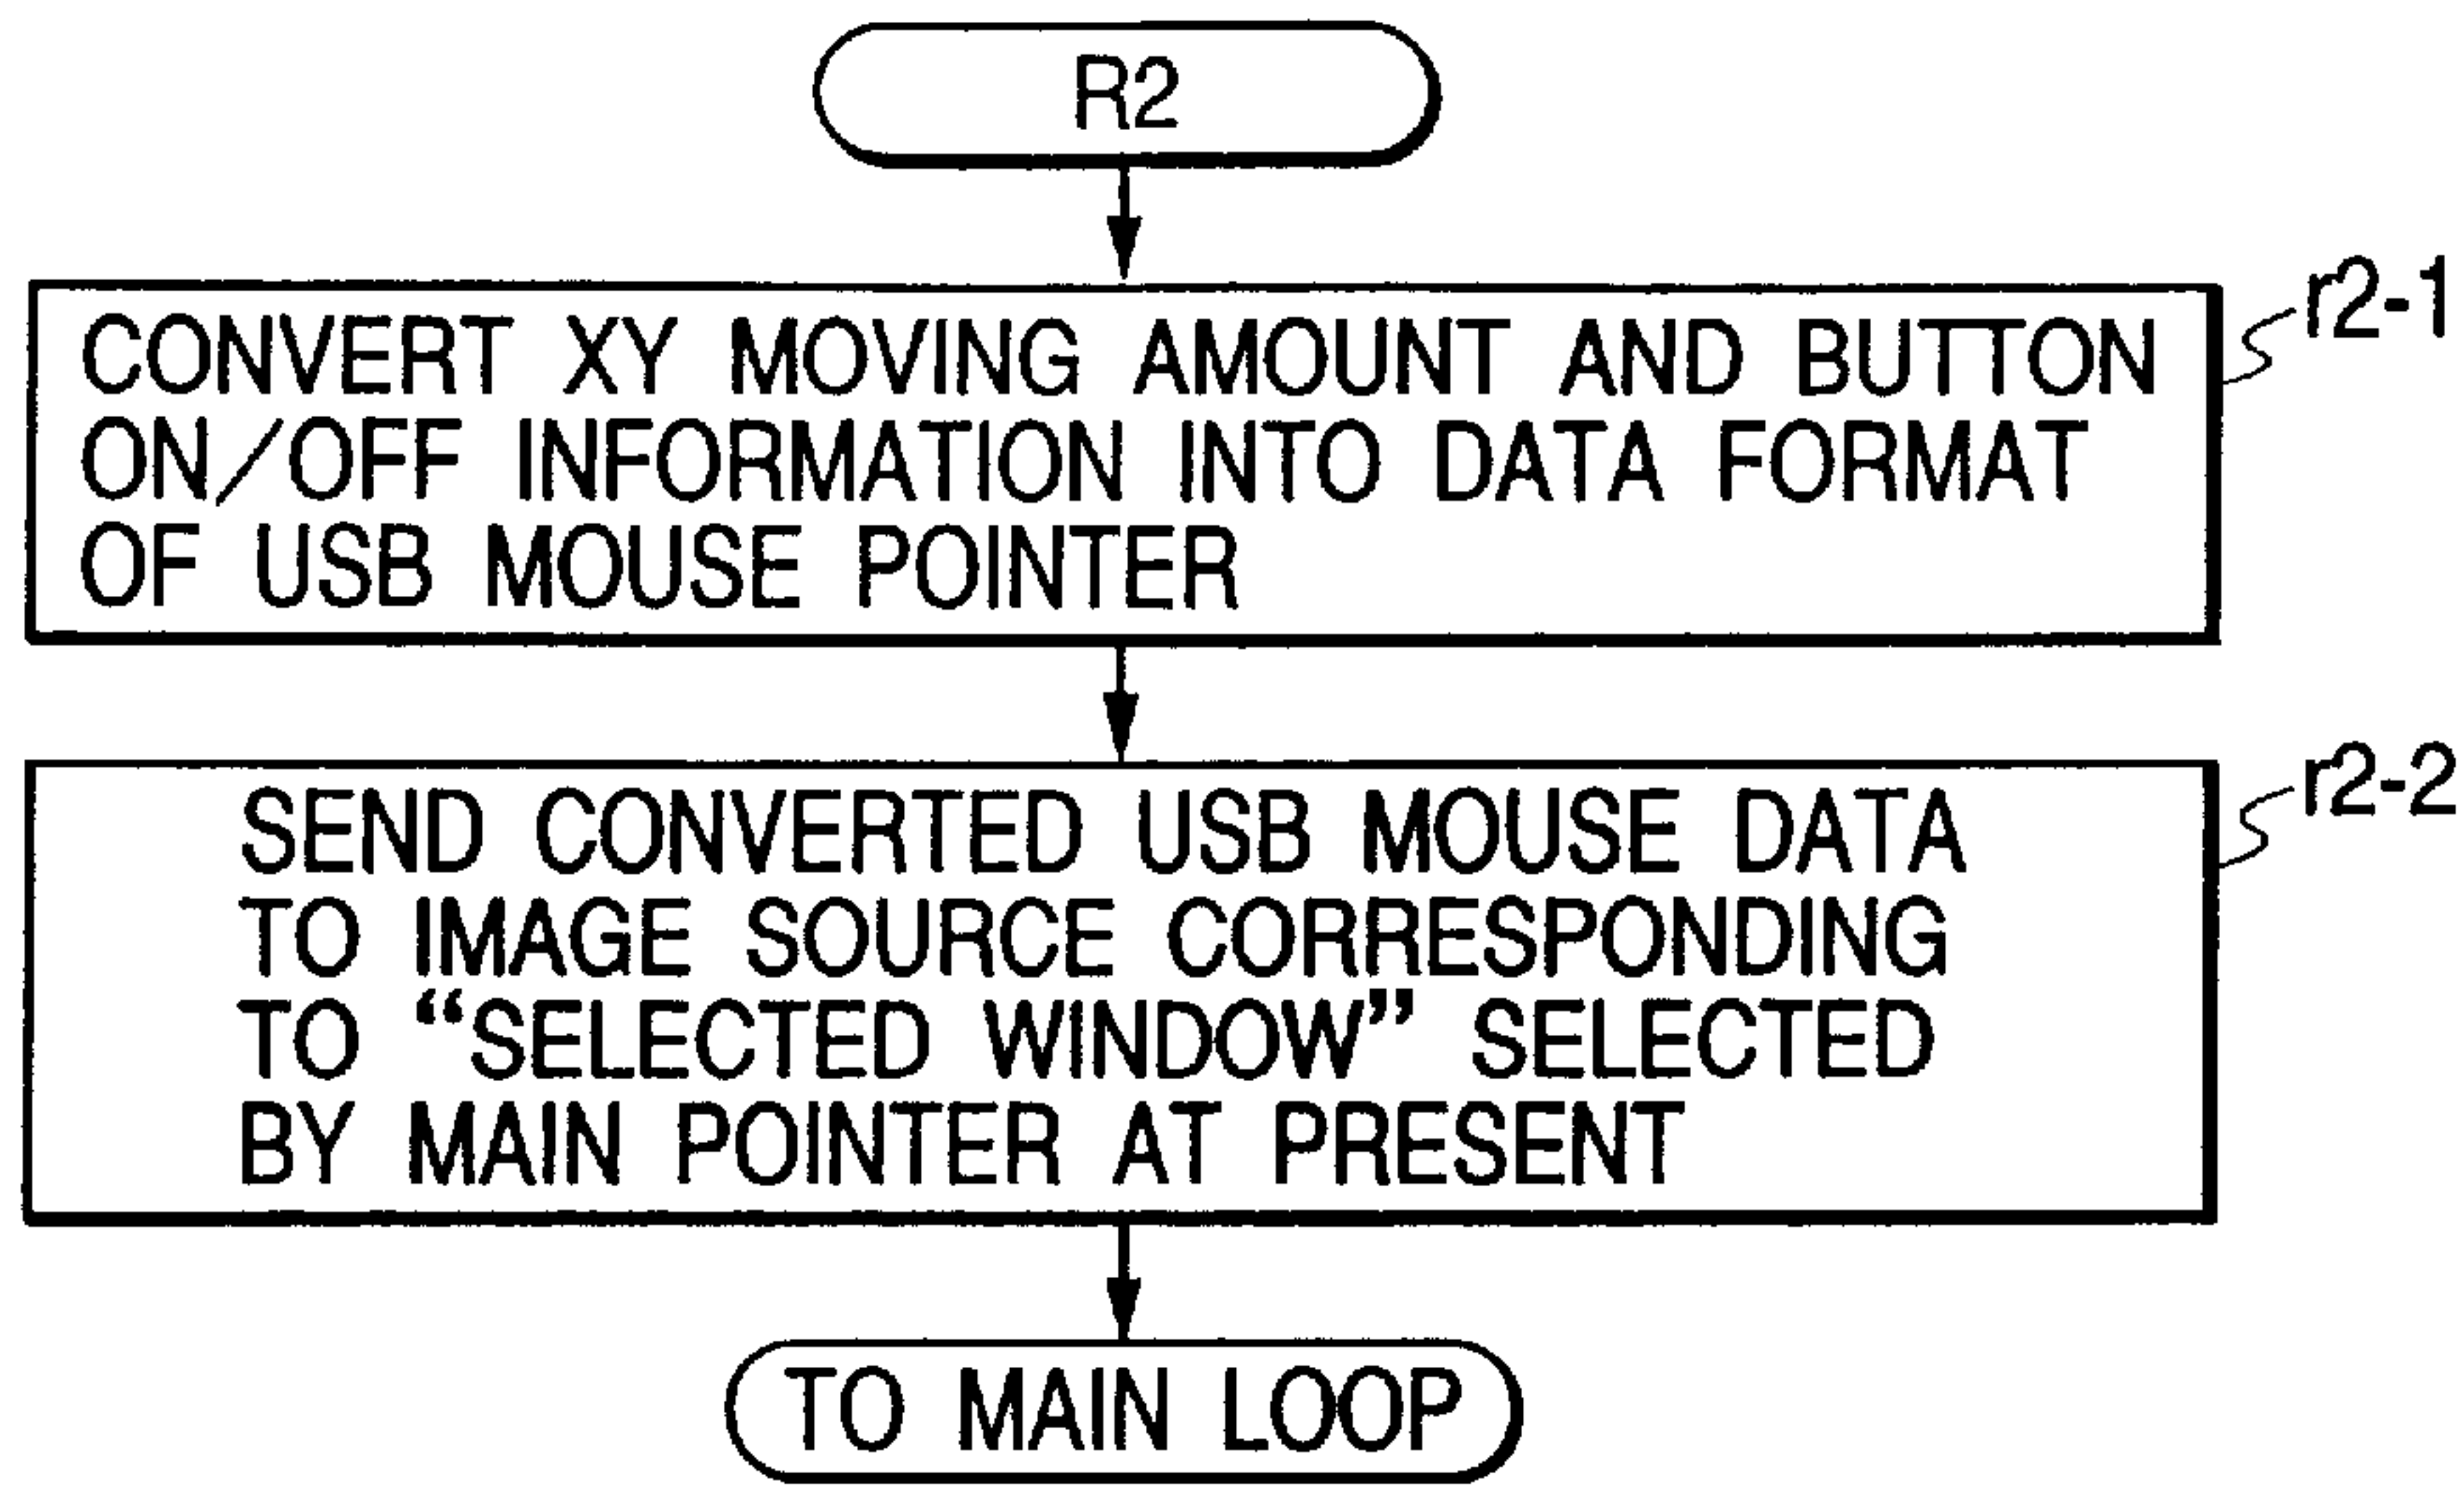 R2
r2-1
CONVERT XY MOVING AMOUNT AND BUTTON
ON/OFF INFORMATION INTO DATA FORMAT
OF USB MOUSE POINTER
r2-2
SEND CONVERTED USB MOUSE DATA
TO IMAGE SOURCE CORRESPONDING
TO “SELECTED WINDOW” SELECTED
BY MAIN POINTER AT PRESENT
TO MAIN LOOP